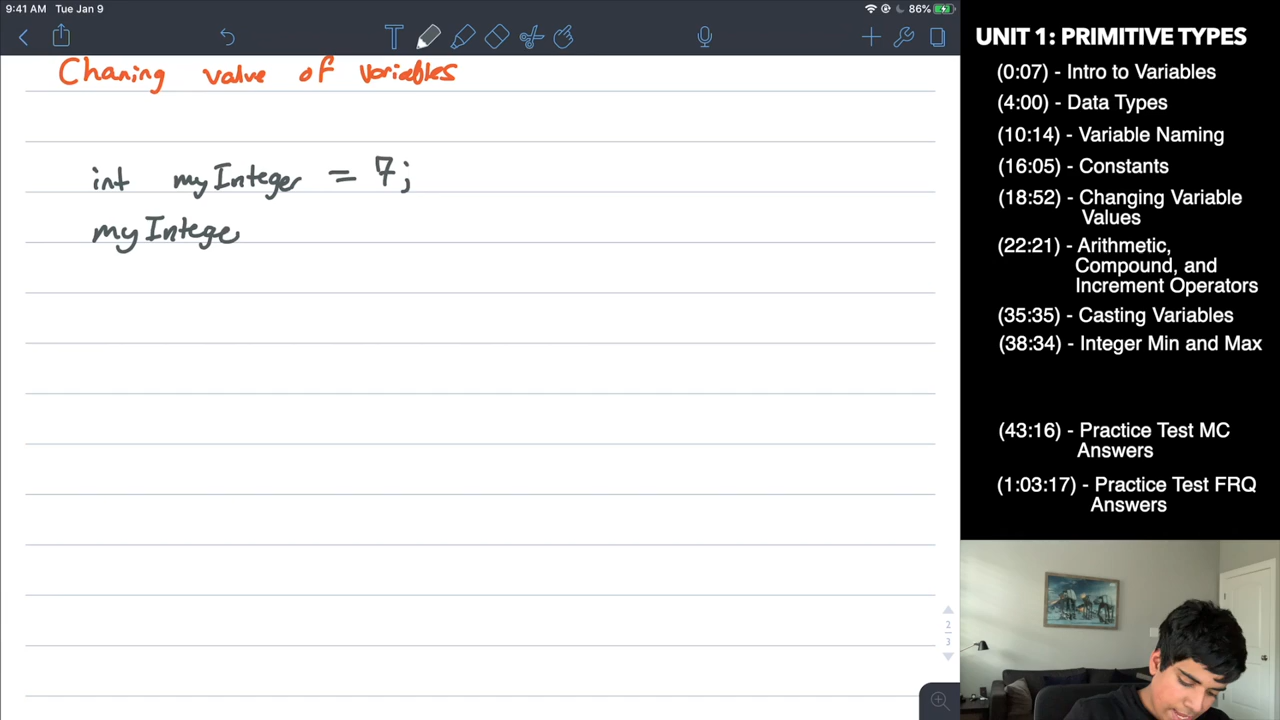 9:41 AM Tue Jan 9
86%
Chaning value of variables
int myInteger = 7;
myIntege
2
3
UNIT 1: PRIMITIVE TYPES
(0:07) - Intro to Variables
(4:00) - Data Types
(10:14) - Variable Naming
(16:05) - Constants
(18:52) - Changing Variable
Values
(22:21) - Arithmetic,
Compound, and
Increment Operators
(35:35) - Casting Variables
(38:34) - Integer Min and Max
(43:16) - Practice Test MC
Answers
(1:03:17) - Practice Test FRQ
Answers